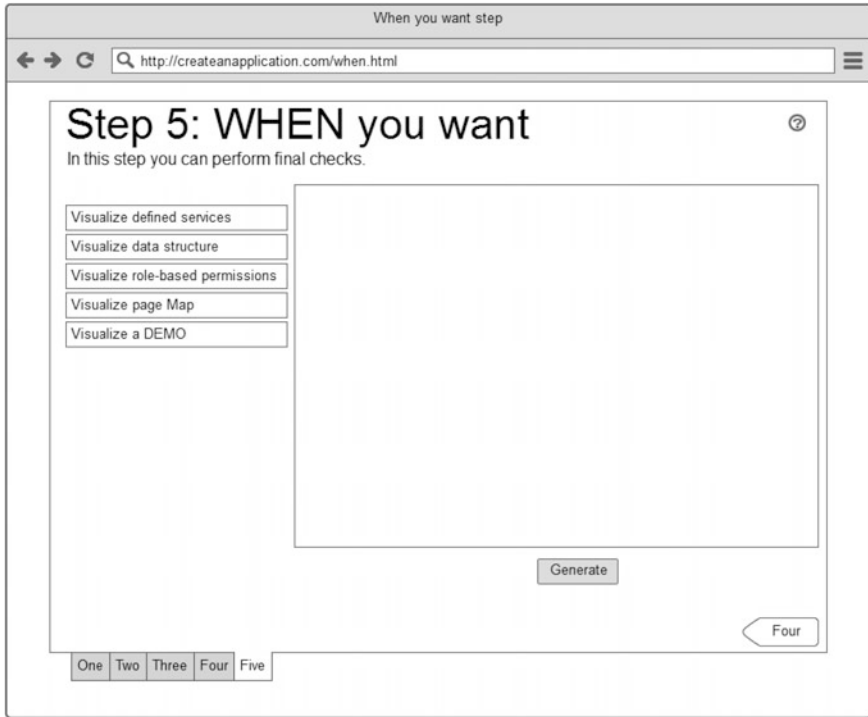 When you want step
http://createanapplication.com/when.html
Step 5: WHEN you want
In this step you can perform final checks.
Visualize defined services
Visualize data structure
Visualize role-based permissions
Visualize page Map
Visualize a DEMO
Generate
Four
One Two Three Four Five